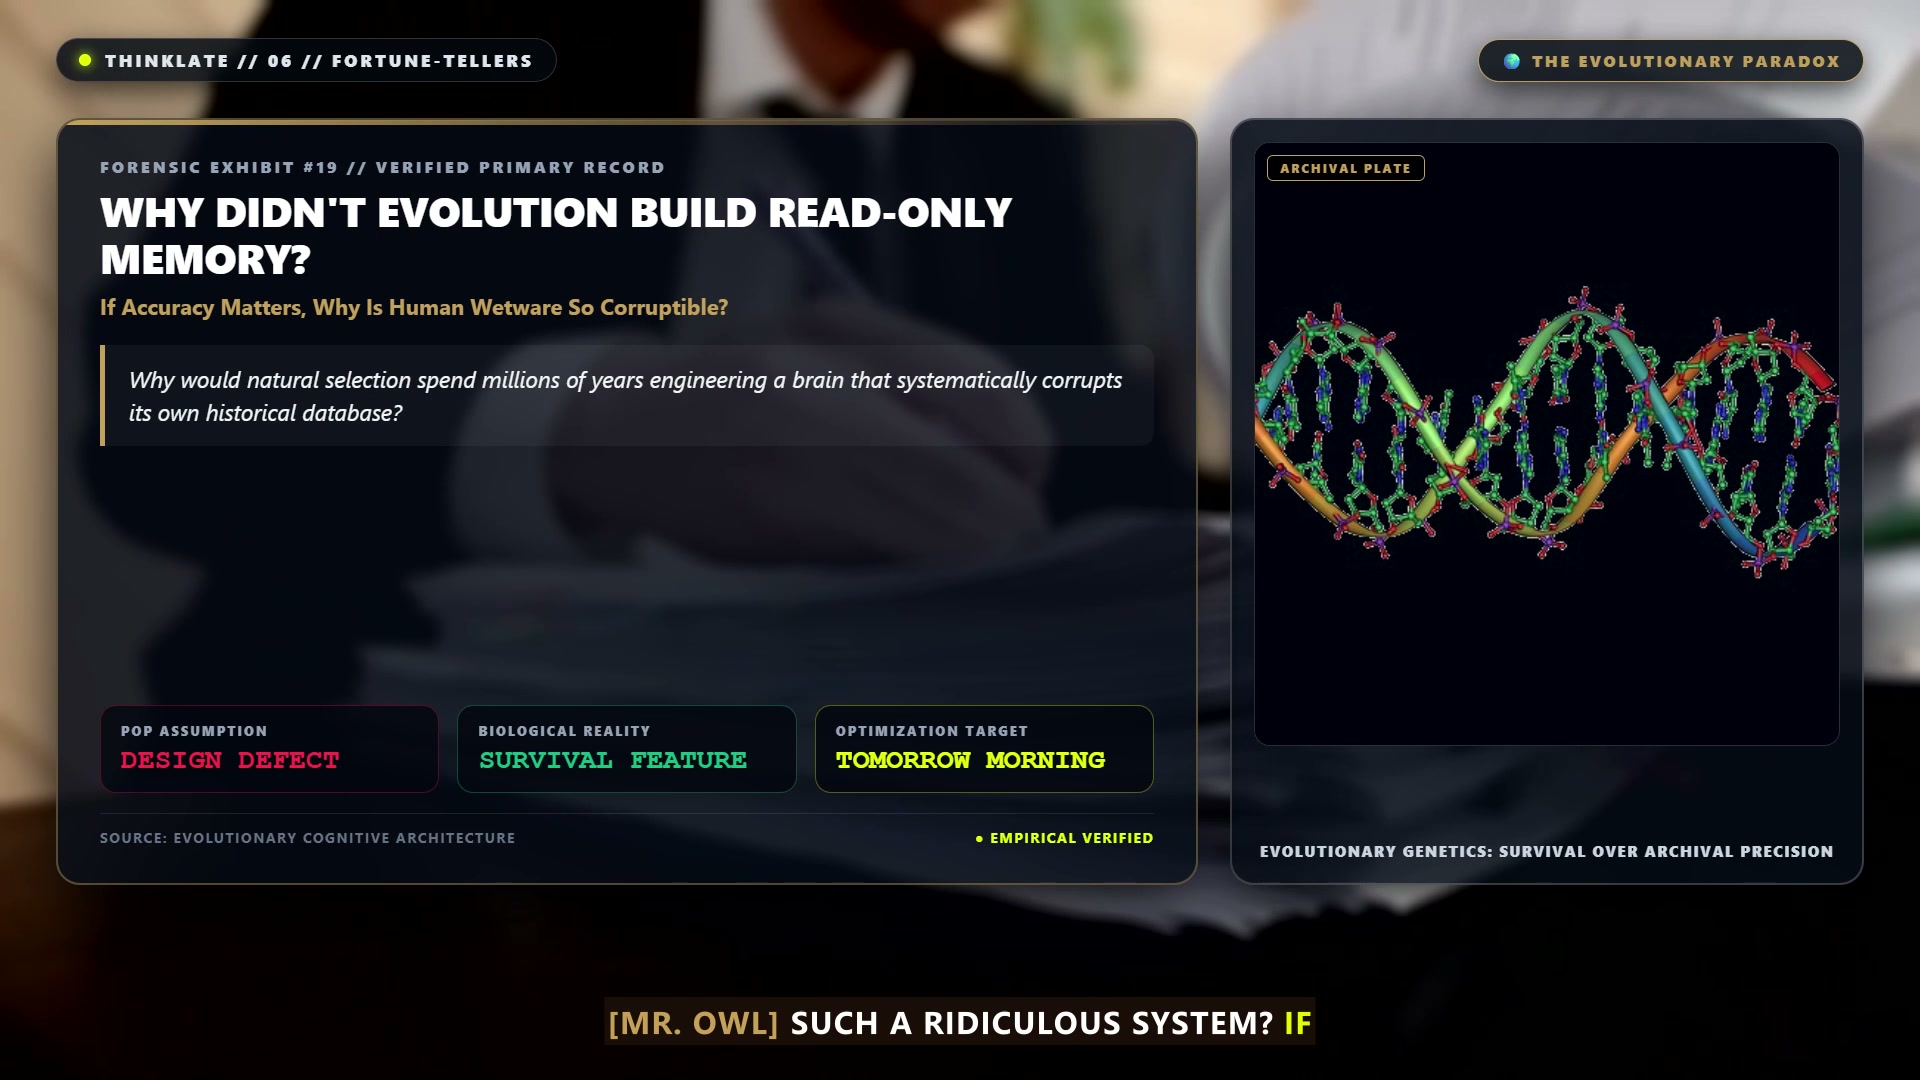 THINKLATE // 06 // FORTUNE-TELLERS
THE EVOLUTIONARY PARADOX
FORENSIC EXHIBIT #19 // VERIFIED PRIMARY RECORD
WHY DIDN'T EVOLUTION BUILD READ-ONLY
MEMORY?
If Accuracy Matters, Why Is Human Wetware So Corruptible?
Why would natural selection spend millions of years engineering a brain that systematically corrupts
its own historical database?
POP ASSUMPTION
DESIGN DEFECT
BIOLOGICAL REALITY
SURVIVAL FEATURE
OPTIMIZATION TARGET
TOMORROW MORNING
SOURCE: EVOLUTIONARY COGNITIVE ARCHITECTURE
● EMPIRICAL VERIFIED
ARCHIVAL PLATE
EVOLUTIONARY GENETICS: SURVIVAL OVER ARCHIVAL PRECISION
[MR. OWL] SUCH A RIDICULOUS SYSTEM? IF